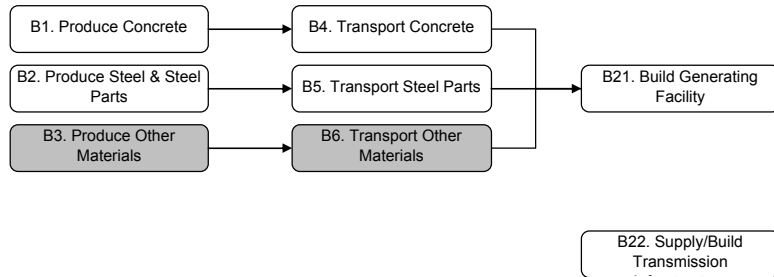 B1. Produce Concrete
B4. Transport Concrete
B2. Produce Steel & Steel
Parts
B5. Transport Steel Parts
B21. Build Generating
Facility
B3. Produce Other
Materials
B6. Transport Other
Materials
B22. Supply/Build
Transmission